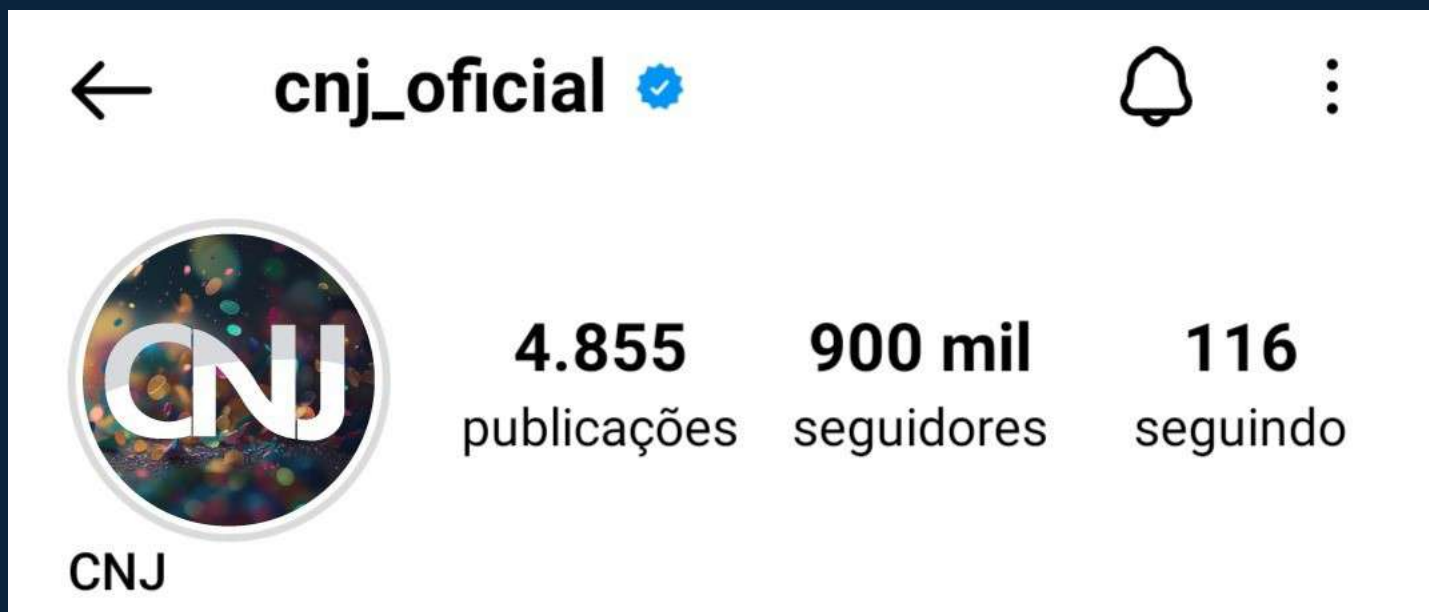 cnj_oficial
CNJ
4.855 900 mil 116
publicações seguidores seguindo
CNJ